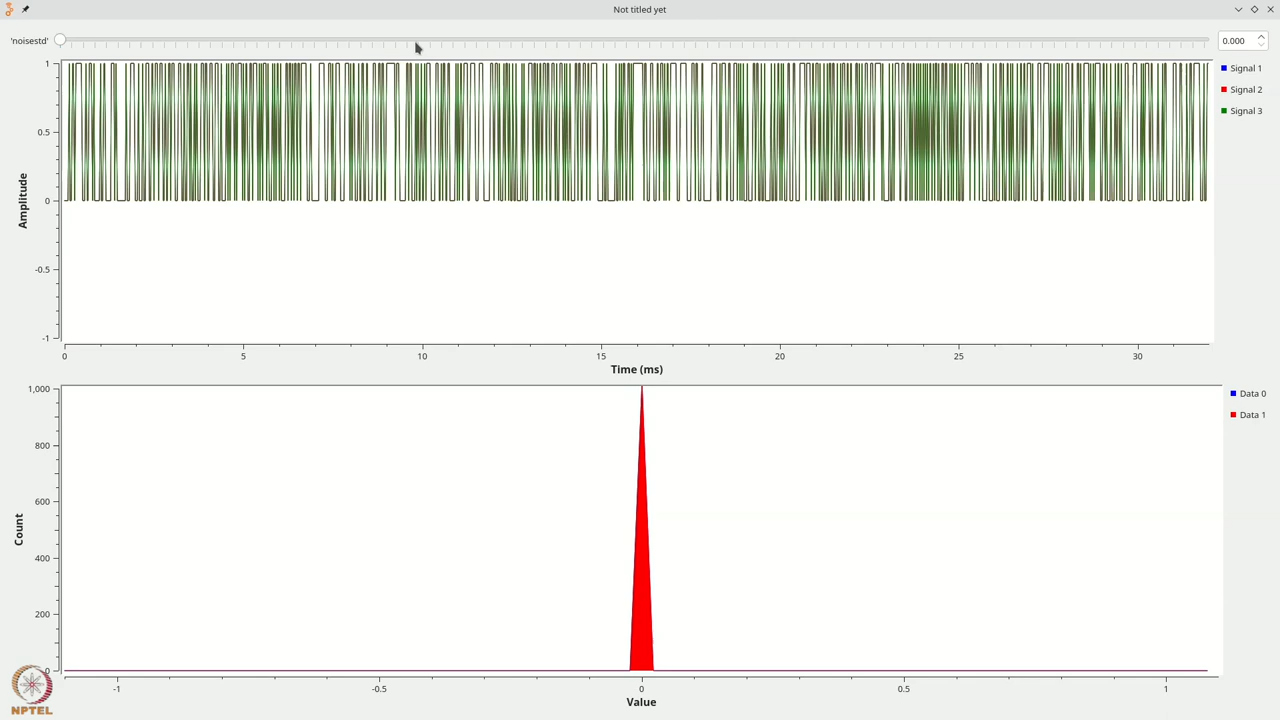 Not titled yet
'noisestd'
0.000
1
0.5
0
-0.5
-1
Amplitude
0 5 10 15 20 25 30
Time (ms)
Signal 1
Signal 2
Signal 3
1,000
800
600
400
200
0
Count
-1 -0.5 0 0.5 1
Value
Data 0
Data 1
NPTEL